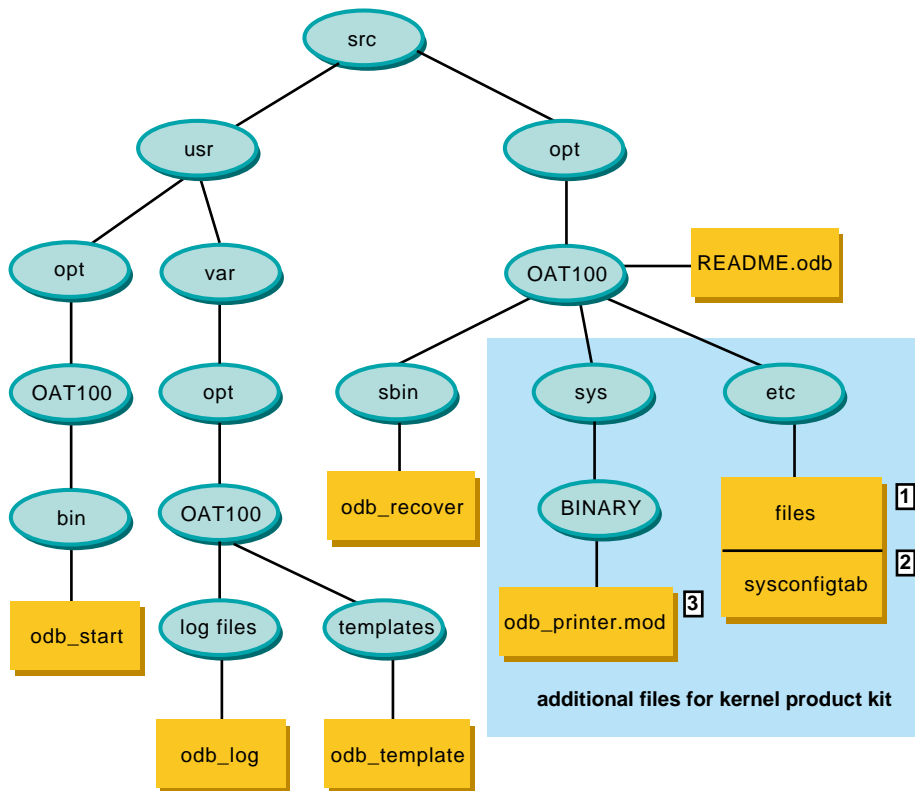 src
usr
opt
opt
var
OAT100
README.odb
OAT100
opt
sbin
sys
etc
bin
OAT100
odb_recover
BINARY
files
1
sysconfigtab
2
odb_start
log files
templates
odb_printer.mod
3
additional files for kernel product kit
odb_log
odb_template